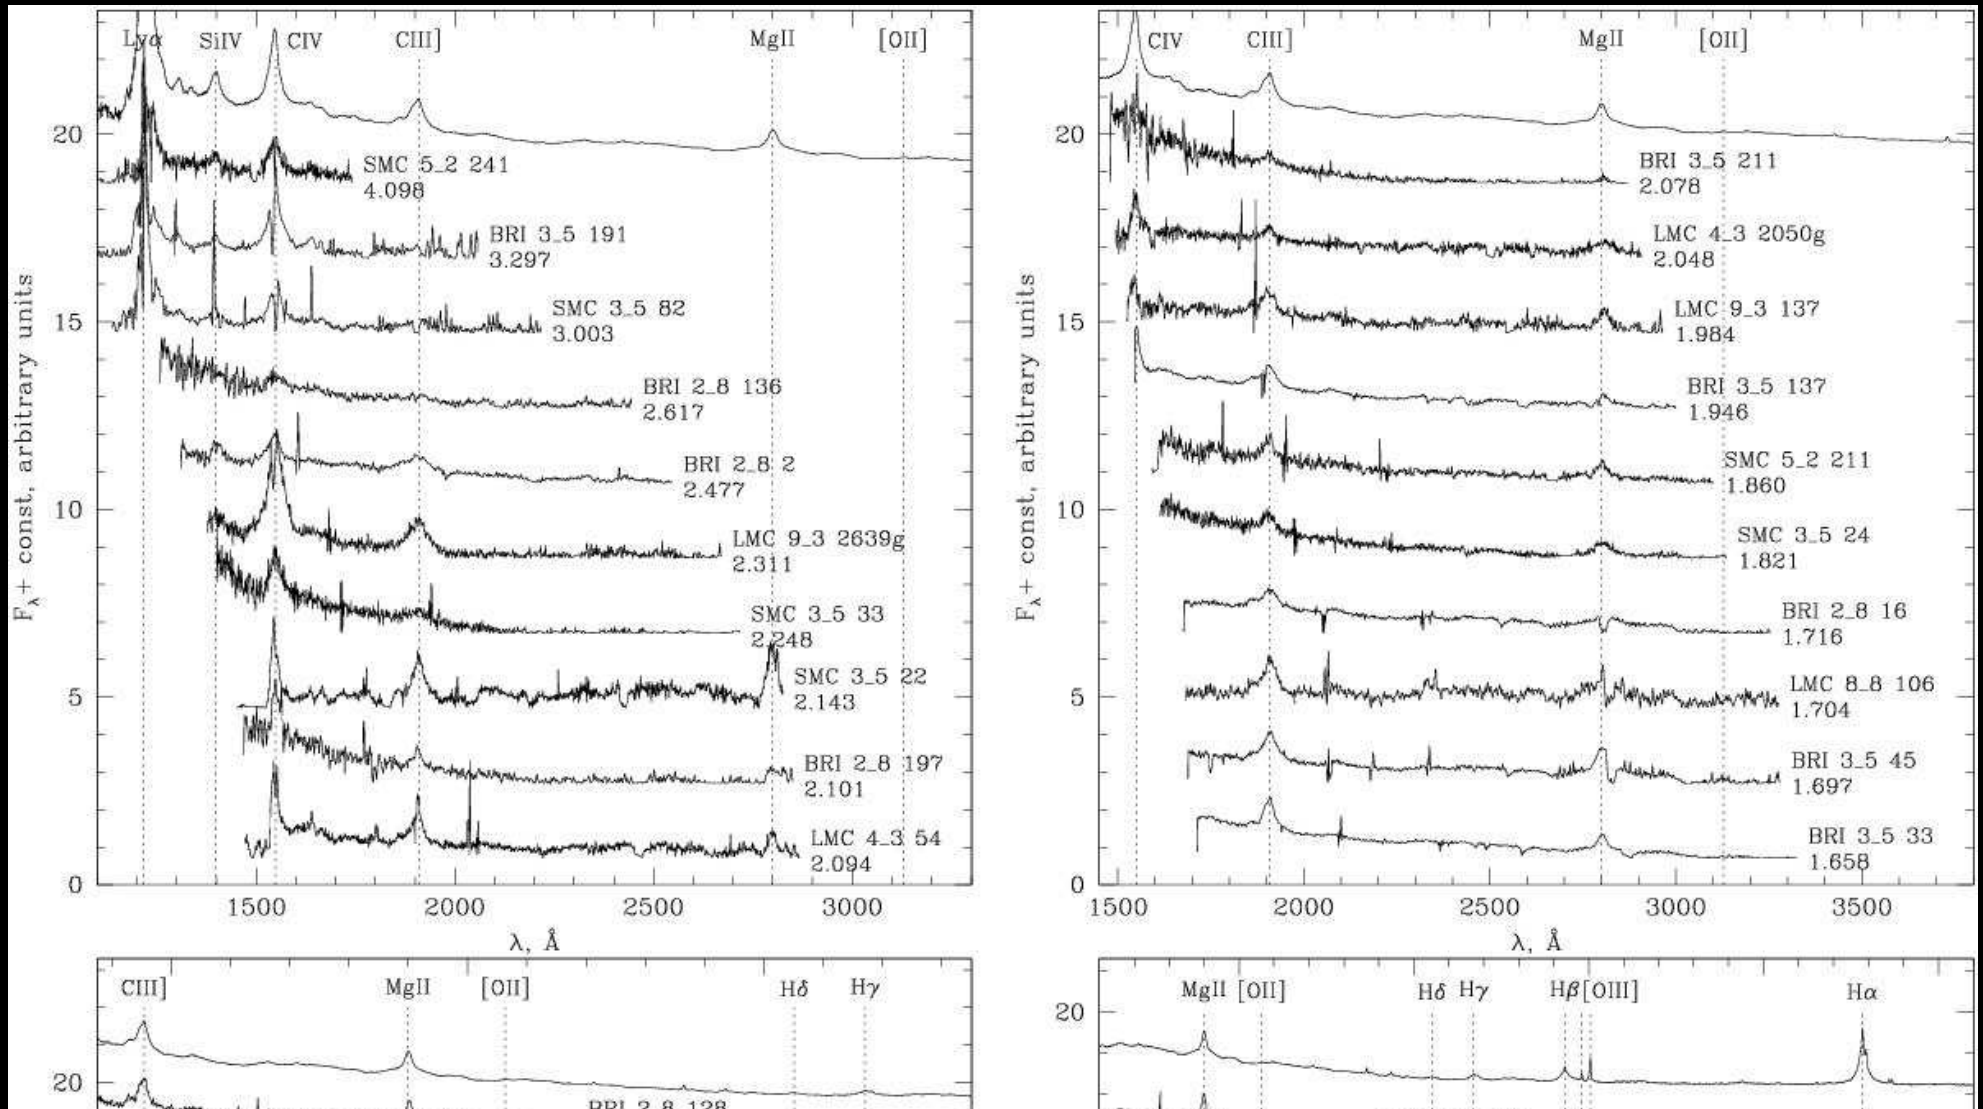 Lyα SiIV CIV CIII] MgII [OII]
20
SMC 5_2 241
4.098
BRI 3_5 191
3.297
SMC 3_5 82
3.003
15
BRI 2_8 136
2.617
BRI 2_8 2
2.477
10
LMC 9_3 2639g
2.311
SMC 3_5 33
2.248
SMC 3_5 22
2.143
5
BRI 2_8 197
2.101
LMC 4_3 54
2.094
0
1500 2000 2500 3000
λ, Å
Fλ+ const, arbitrary units
CIV CIII] MgII [OII]
20
BRI 3_5 211
2.078
LMC 4_3 2050g
2.048
LMC 9_3 137
1.984
15
BRI 3_5 137
1.946
SMC 5_2 211
1.860
10
SMC 3_5 24
1.821
BRI 2_8 16
1.716
LMC 8_8 106
1.704
5
BRI 3_5 45
1.697
BRI 3_5 33
1.658
0
1500 2000 2500 3000 3500
λ, Å
Fλ+ const, arbitrary units
CIII] MgII [OII] Hδ Hγ
20
BRI 2_8 128
MgII [OII] Hδ Hγ Hβ [OIII] Hα
20